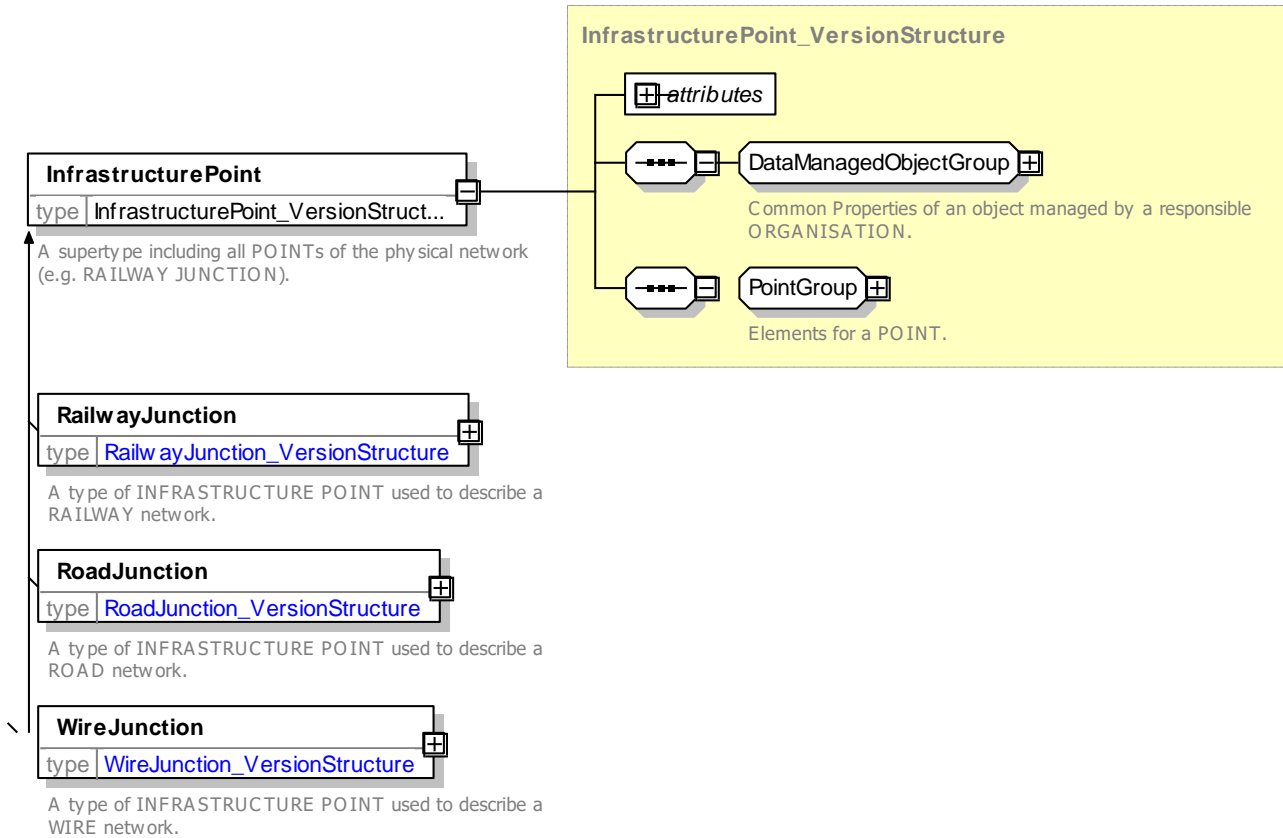 InfrastructurePoint_VersionStructure
attributes
InfrastructurePoint
type InfrastructurePoint_VersionStruct...
A supertype including all POINTs of the physical network
(e.g. RAILWAY JUNCTION).
DataManagedObjectGroup
Common Properties of an object managed by a responsible
ORGANISATION.
PointGroup
Elements for a POINT.
RailwayJunction
type RailwayJunction_VersionStructure
A type of INFRASTRUCTURE POINT used to describe a
RAILWAY network.
RoadJunction
type RoadJunction_VersionStructure
A type of INFRASTRUCTURE POINT used to describe a
ROAD network.
WireJunction
type WireJunction_VersionStructure
A type of INFRASTRUCTURE POINT used to describe a
WIRE network.